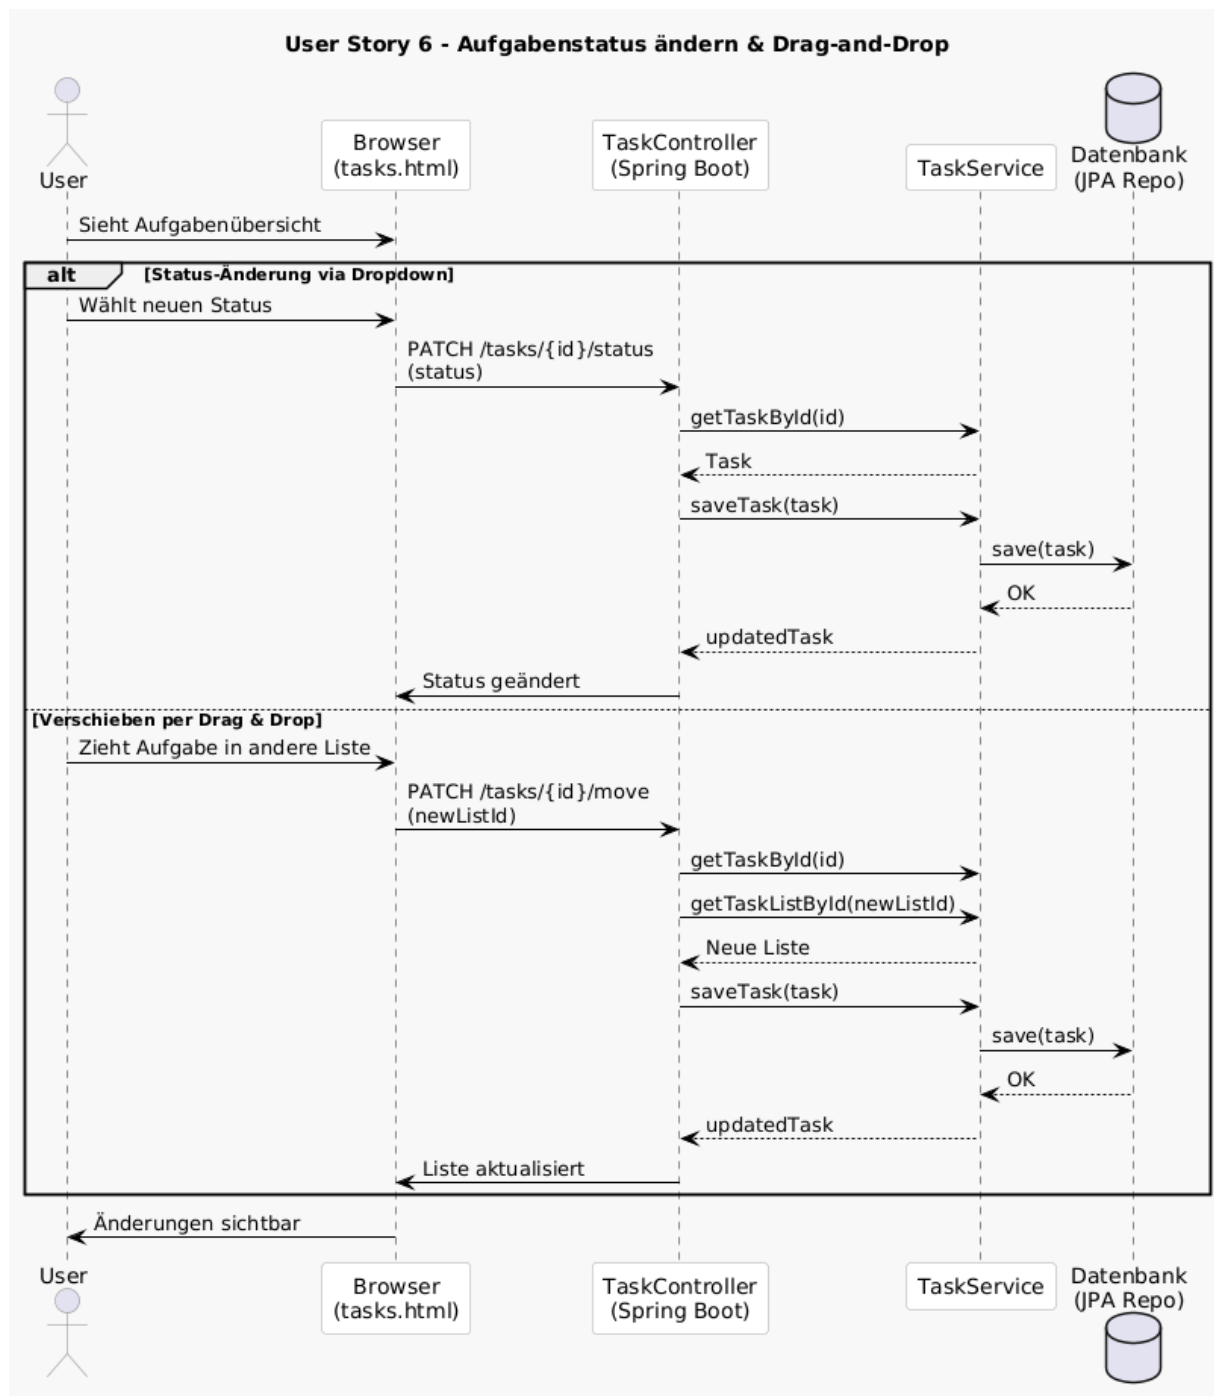 User Story 6 - Aufgabenstatus ändern & Drag-and-Drop
User
Browser
(tasks.html)
TaskController
(Spring Boot)
TaskService
Datenbank
(JPA Repo)
Sieht Aufgabenübersicht
alt
[Status-Änderung via Dropdown]
Wählt neuen Status
PATCH /tasks/{id}/status
(status)
getTaskById(id)
Task
saveTask(task)
save(task)
OK
updatedTask
Status geändert
[Verschieben per Drag & Drop]
Zieht Aufgabe in andere Liste
PATCH /tasks/{id}/move
(newListId)
getTaskById(id)
getTaskListById(newListId)
Neue Liste
saveTask(task)
save(task)
OK
updatedTask
Liste aktualisiert
Änderungen sichtbar
User
Browser
(tasks.html)
TaskController
(Spring Boot)
TaskService
Datenbank
(JPA Repo)